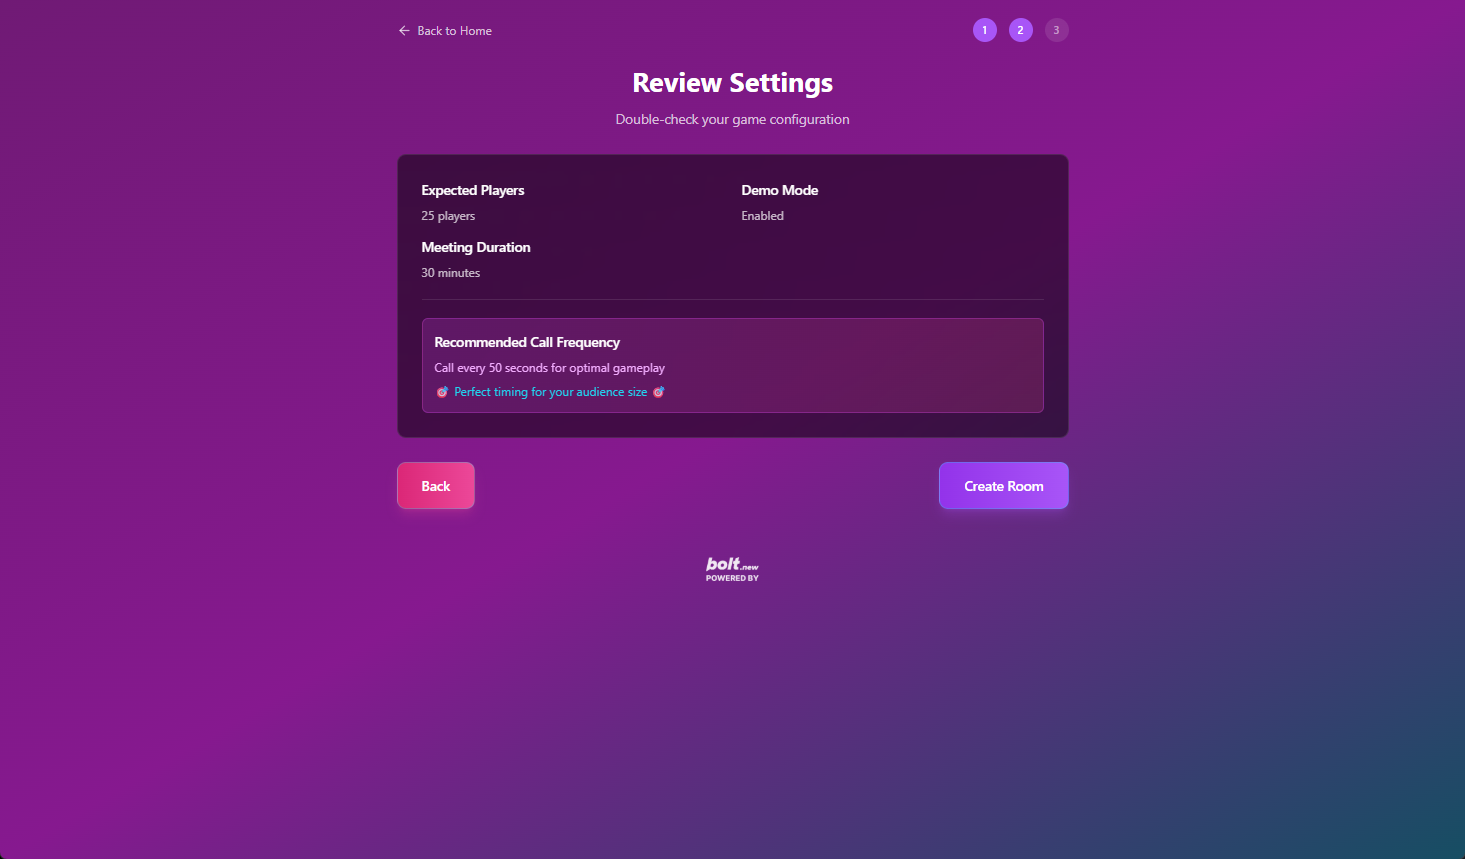 Back to Home
1 2 3
Review Settings
Double-check your game configuration
Expected Players
25 players
Demo Mode
Enabled
Meeting Duration
30 minutes
Recommended Call Frequency
Call every 50 seconds for optimal gameplay
🎯 Perfect timing for your audience size 🎯
Back
Create Room
bolt.new
POWERED BY